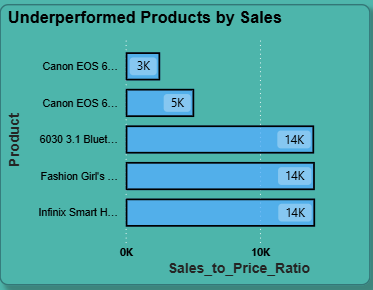 Underperformed Products by Sales
Product
Canon EOS 6... 3K
Canon EOS 6... 5K
6030 3.1 Bluet... 14K
Fashion Girl's ... 14K
Infinix Smart H... 14K
0K 10K
Sales_to_Price_Ratio